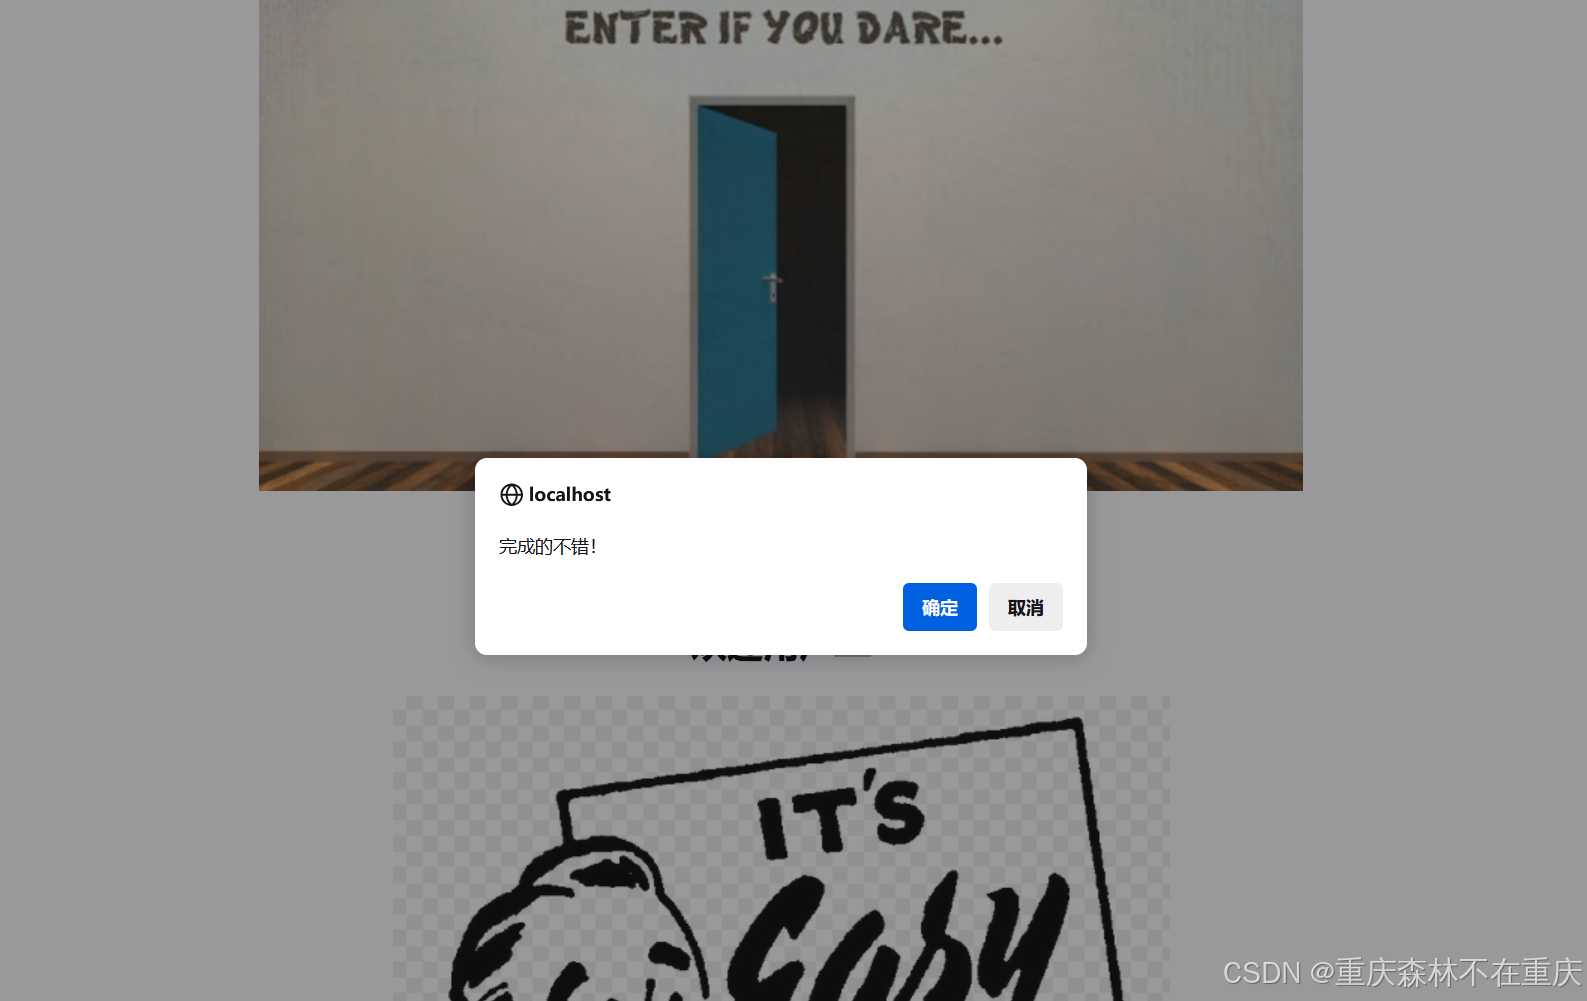 ENTER IF YOU DARE...
localhost
完成的不错！
确定
取消
IT'S
Easy
CSDN @重庆森林不在重庆